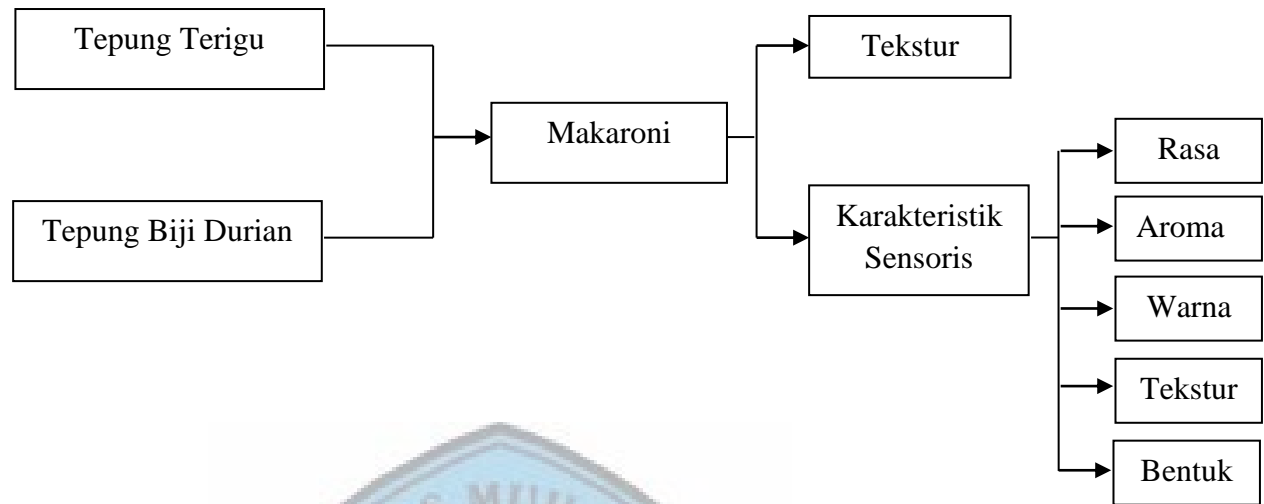 Tepung Terigu
Tepung Biji Durian
Makaroni
Tekstur
Karakteristik
Sensoris
Rasa
Aroma
Warna
Tekstur
Bentuk